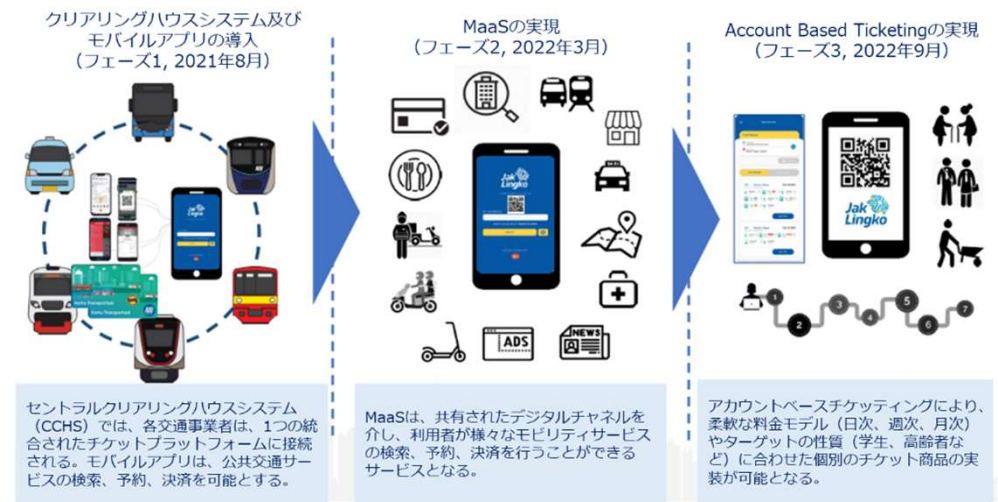 クリアリングハウスシステム及び
モバイルアプリの導入
(フェーズ1, 2021年8月)
Jak
Lingko
Kartu Transportasi
セントラルクリアリングハウスシステム
(CCHS)では、各交通事業者は、1つの統
合されたチケットプラットフォームに接続
される。モバイルアプリは、公共交通サー
ビスの検索、予約、決済を可能とする。
MaaSの実現
(フェーズ2, 2022年3月)
Jak
Lingko
ADS
NEWS
MaaSは、共有されたデジタルチャネルを
介し、利用者が様々なモビリティサービス
の検索、予約、決済を行うことができる
サービスとなる。
Account Based Ticketingの実現
(フェーズ3, 2022年9月)
Jak
Lingko
1
2
3
4
5
6
7
アカウントベースチケッティングにより、
柔軟な料金モデル(日次、週次、月次)
やターゲットの性質(学生、高齢者な
ど)に合わせた個別のチケット商品の実
装が可能となる。